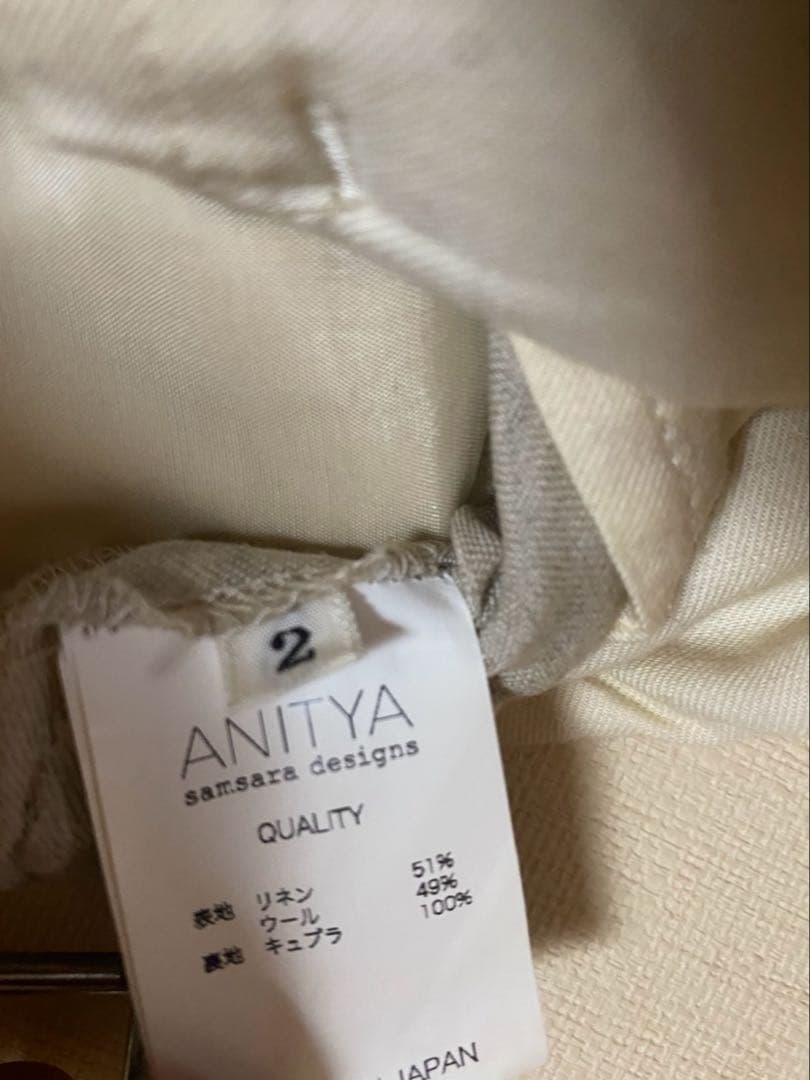 2
ANITYA
samsara designs
QUALITY
表地 リネン 51%
ウール 49%
裏地 キュプラ 100%
JAPAN